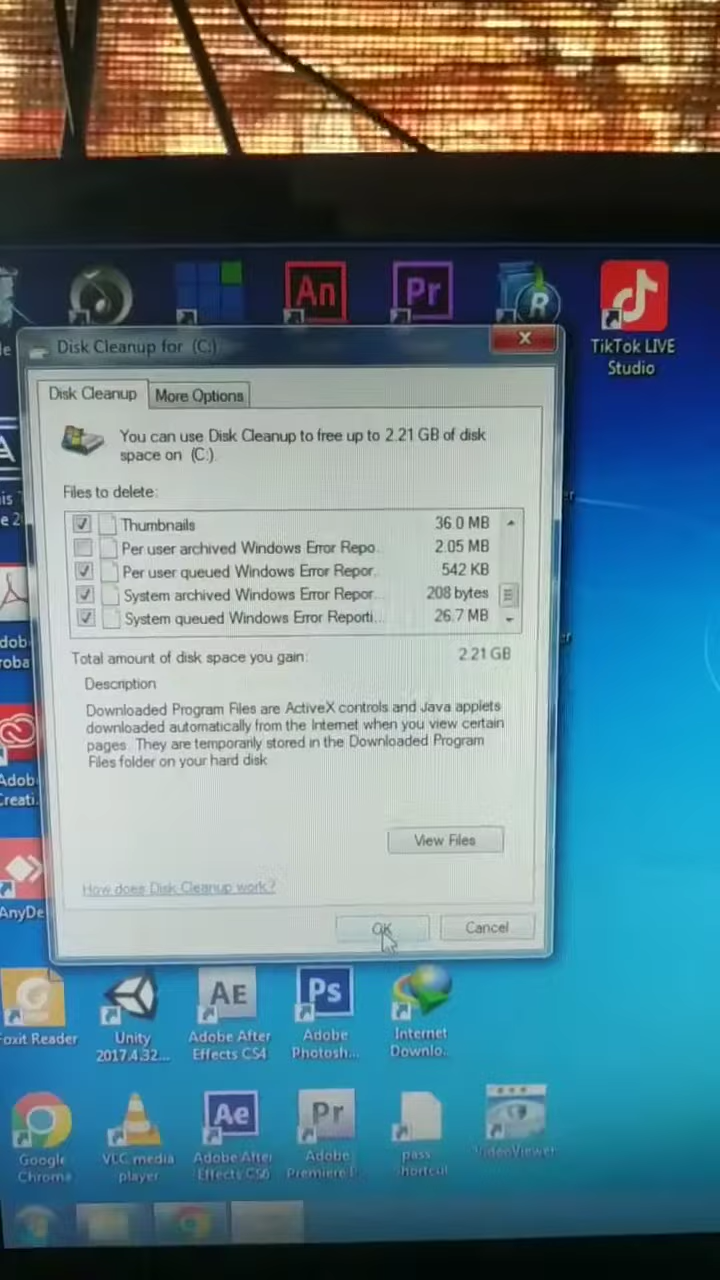 An
Pr
R
TikTok LIVE
Studio
Disk Cleanup for (C:)
Disk Cleanup
More Options
You can use Disk Cleanup to free up to 2.21 GB of disk
space on (C:).
Files to delete:
Thumbnails 36.0 MB
Per user archived Windows Error Repo... 2.05 MB
Per user queued Windows Error Repor... 542 KB
System archived Windows Error Repor... 208 bytes
System queued Windows Error Reporti... 26.7 MB
Total amount of disk space you gain: 2.21 GB
Description
Downloaded Program Files are ActiveX controls and Java applets
downloaded automatically from the Internet when you view certain
pages. They are temporarily stored in the Downloaded Program
Files folder on your hard disk.
View Files
How does Disk Cleanup work?
OK
Cancel
Adob
Creati...
AnyDe
oxit Reader
Unity
2017.4.32...
AE
Adobe After
Effects CS4
Ps
Adobe
Photosh...
Internet
Downlo...
Google
Chrome
VLC media
player
Ae
Adobe After
Effects CS6
Pr
Adobe
Premiere P...
pass
shortcut
VideoViewer